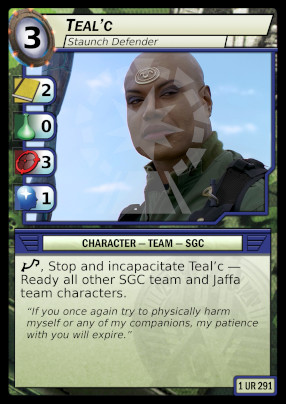 3
TEAL'C
Staunch Defender
2
0
3
1
CHARACTER — TEAM — SGC
, Stop and incapacitate Teal'c —
Ready all other SGC team and Jaffa
team characters.
"If you once again try to physically harm
myself or any of my companions, my patience
with you will expire."
1 UR 291